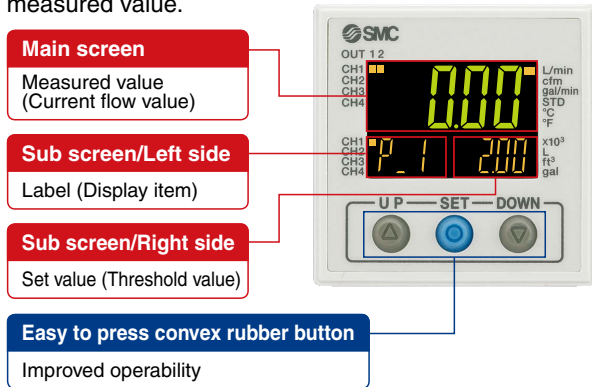 measured value.
SMC
Main screen
Measured value
(Current flow value)
OUT 1 2
CH1
CH2
CH3
CH4
0.00
L/min
cfm
gal/min
STD
°C
°F
Sub screen/Left side
Label (Display item)
CH1
CH2
CH3
CH4
P_1
2.00
x10³
L
ft³
gal
Sub screen/Right side
Set value (Threshold value)
UP SET DOWN
Easy to press convex rubber button
Improved operability